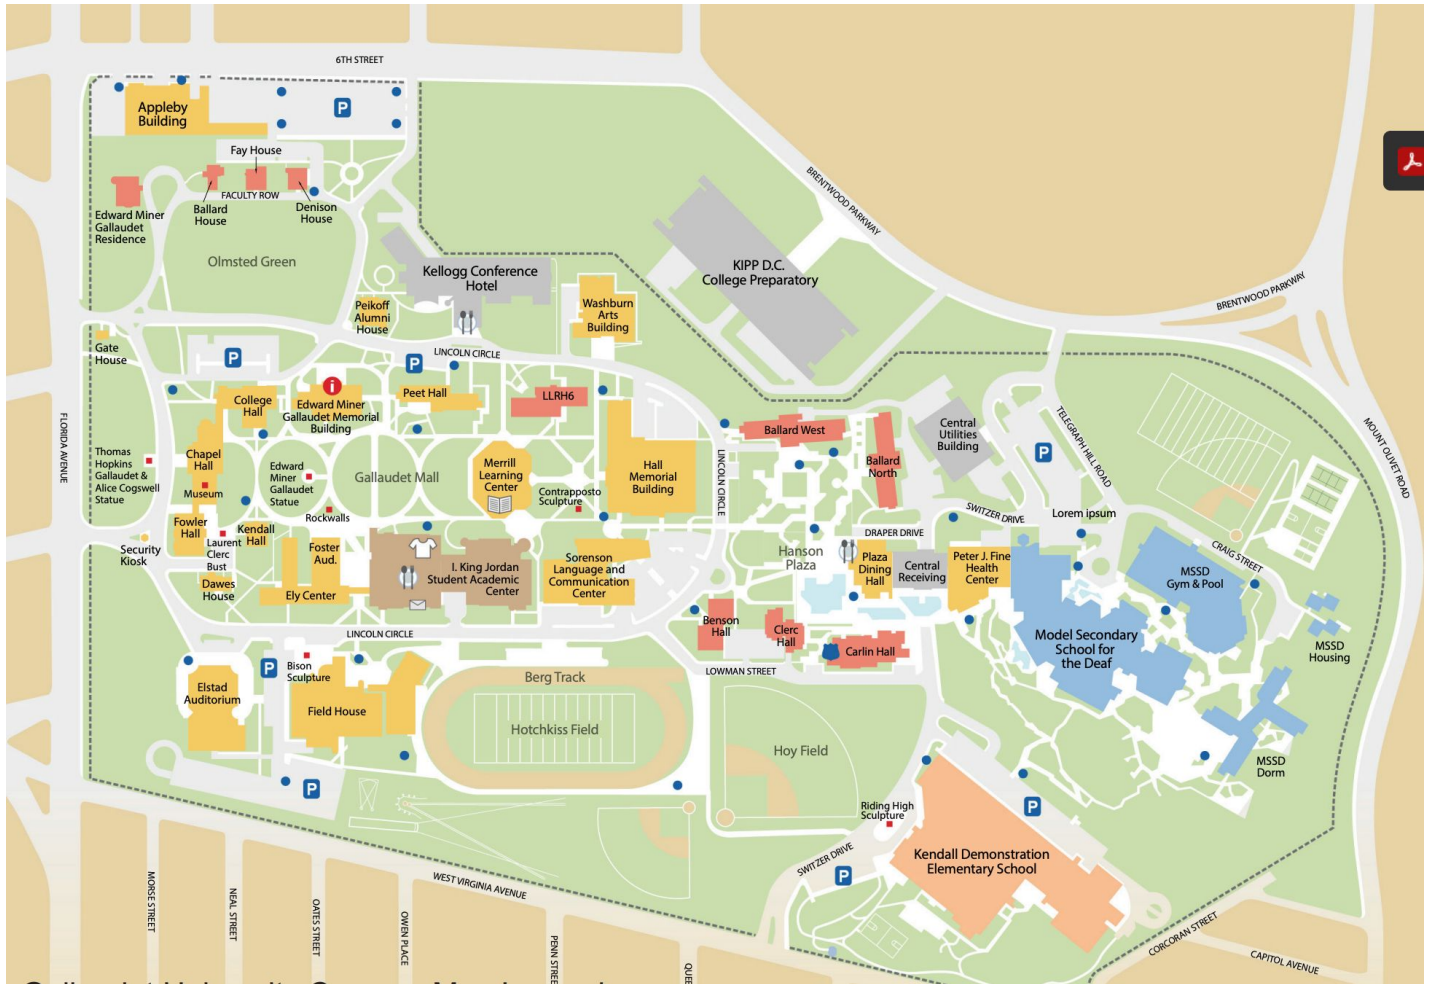 6TH STREET
P
Appleby
Building
Fay House
FACULTY ROW
Edward Miner
Gallaudet
Residence
Ballard
House
Denison
House
Olmsted Green
BRENTWOOD PARKWAY
KIPP D.C.
College Preparatory
BRENTWOOD PARKWAY
Kellogg Conference
Hotel
Peikoff
Alumni
House
Washburn
Arts
Building
Gate
House
P
P
LINCOLN CIRCLE
i
College
Hall
Edward Miner
Gallaudet Memorial
Building
Peet Hall
LLRH6
FLORIDA AVENUE
Thomas
Hopkins
Gallaudet &
Alice Cogswell
Statue
Chapel
Hall
Museum
Edward
Miner
Gallaudet
Statue
Rockwalls
Gallaudet Mall
Merrill
Learning
Center
Contrapposto
Sculpture
Hall
Memorial
Building
LINCOLN CIRCLE
Ballard West
Ballard
North
Central
Utilities
Building
P
TELEGRAPH HILL ROAD
MOUNT OLIVET ROAD
Lorem ipsum
SWITZER DRIVE
DRAPER DRIVE
CRAIG STREET
Security
Kiosk
Fowler
Hall
Laurent
Clerc
Bust
Kendall
Hall
Dawes
House
Foster
Aud.
Ely Center
I. King Jordan
Student Academic
Center
Sorenson
Language and
Communication
Center
Hanson
Plaza
Plaza
Dining
Hall
Central
Receiving
Peter J. Fine
Health
Center
MSSD
Gym & Pool
Model Secondary
School for
the Deaf
MSSD
Housing
MSSD
Dorm
Benson
Hall
Clerc
Hall
Carlin Hall
LOWMAN STREET
LINCOLN CIRCLE
P
Bison
Sculpture
Elstad
Auditorium
Field House
Berg Track
Hotchkiss Field
Hoy Field
P
Riding High
Sculpture
P
SWITZER DRIVE
P
Kendall Demonstration
Elementary School
WEST VIRGINIA AVENUE
MORSE STREET
NEAL STREET
OATES STREET
OWEN PLACE
PENN STREE
QUEE
CORCORAN STREET
CAPITOL AVENUE